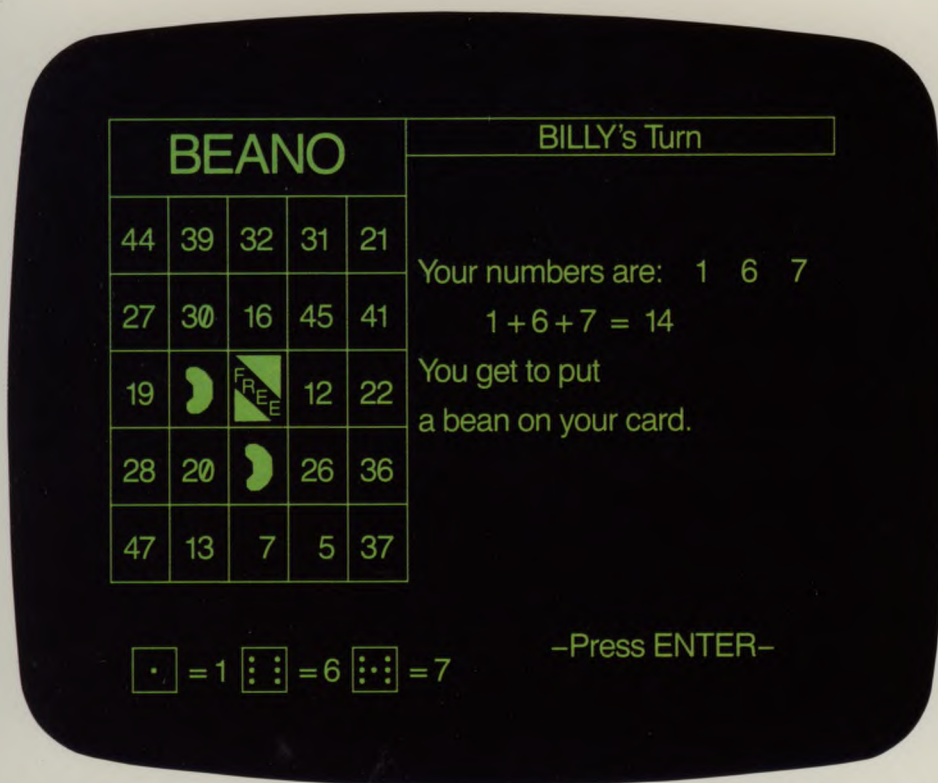 BEANO
BILLY's Turn
44 39 32 31 21
27 30 16 45 41
19 FREE 12 22
28 20 26 36
47 13 7 5 37
Your numbers are: 1 6 7
1+6+7 = 14
You get to put
a bean on your card.
=1 =6 =7
–Press ENTER–